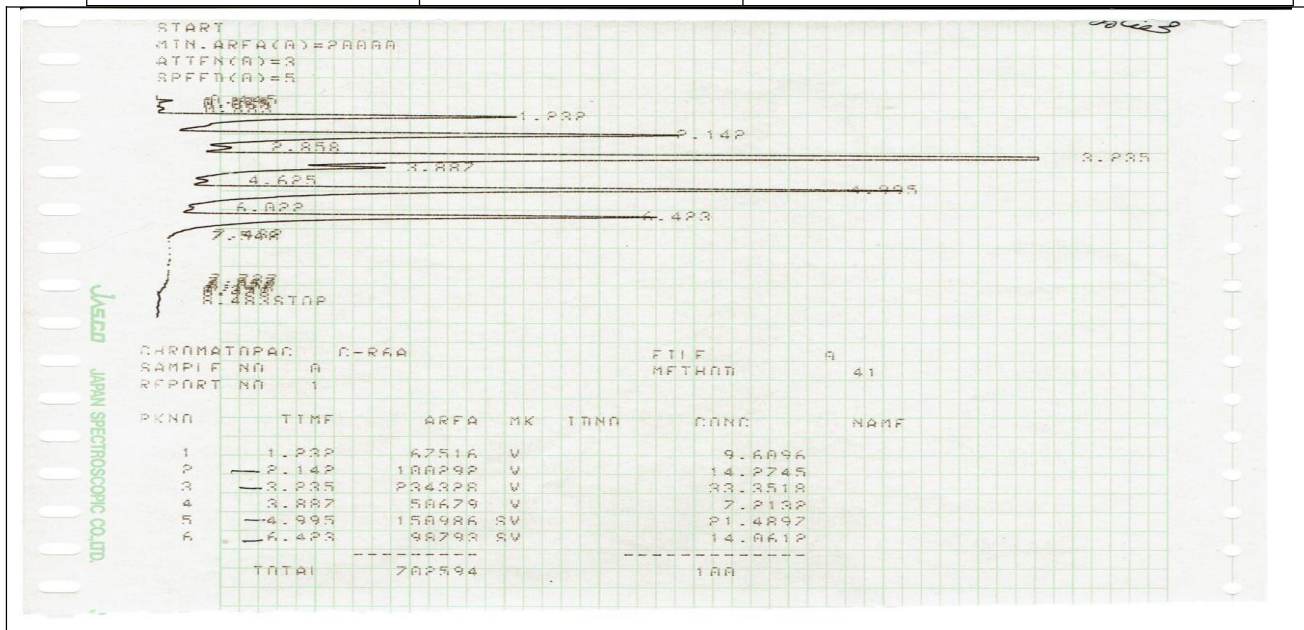 START
MIN.AREA(A)=20000
ATTEN(A)=3
SPEED(A)=5
1.232
2.142
2.858
3.235
3.887
4.625
4.995
6.022
6.423
8.483STOP
CHROMATOPAC C-R6A FILE 0
SAMPLE NO 0 METHOD 41
REPORT NO 1
PKNO TIME AREA MK IDNO CONC NAME
1 1.232 67516 V 9.6096
2 2.142 100292 V 14.2745
3 3.235 234328 V 33.3518
4 3.887 50679 V 7.2132
5 4.995 150986 SV 21.4897
6 6.423 98793 SV 14.0612
TOTAL 702594 100
Jasco JAPAN SPECTROSCOPIC CO.,LTD.